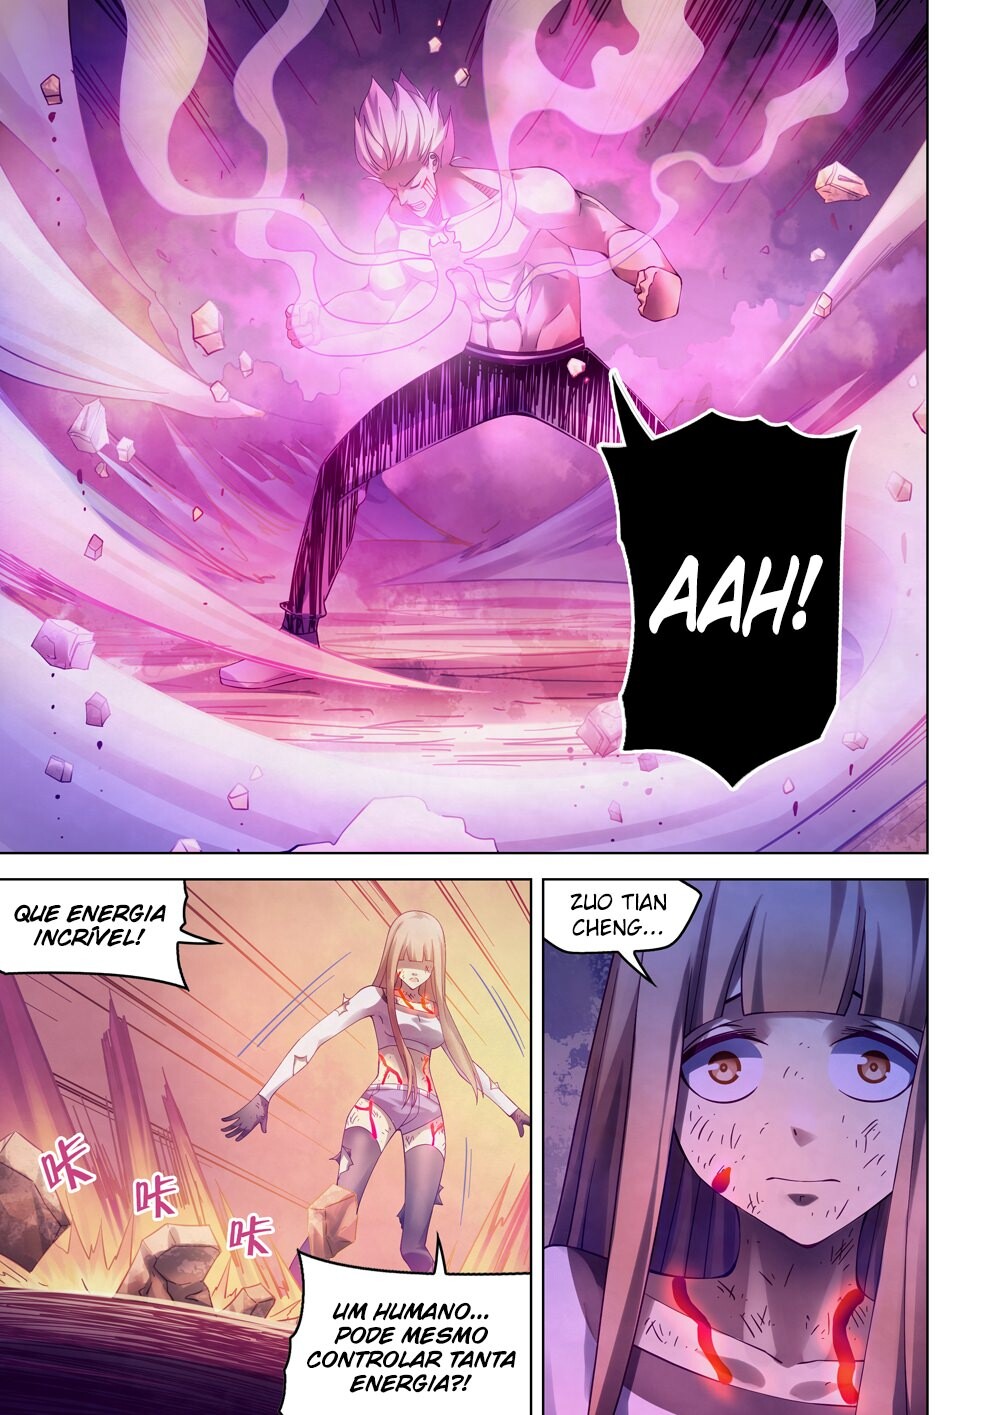 AAH!
QUE ENERGIA
INCRÍVEL!
咔
咔
咔
UM HUMANO...
PODE MESMO
CONTROLAR TANTA
ENERGIA?!
ZUO TIAN
CHENG...